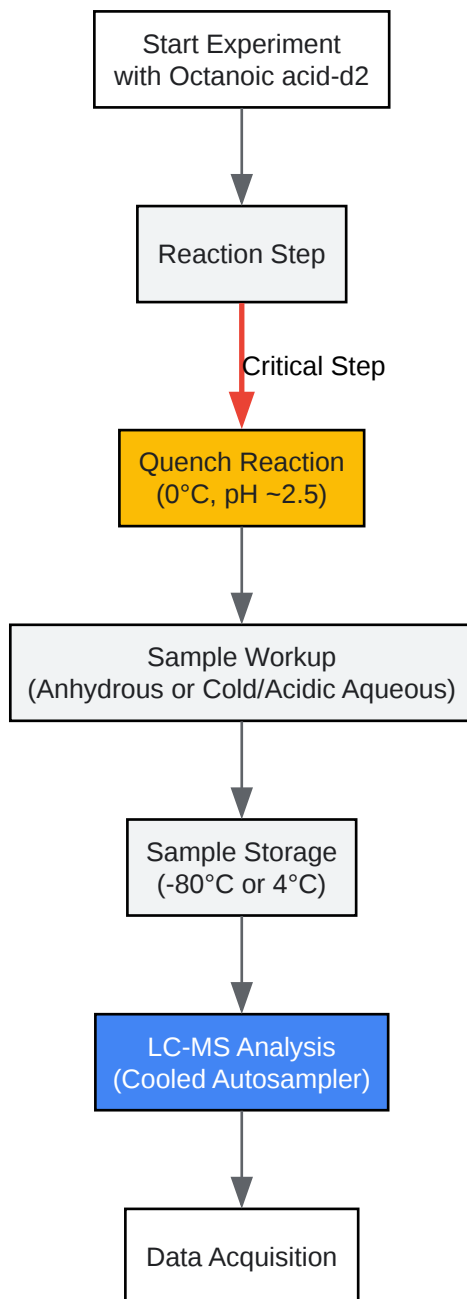 Start Experiment
with Octanoic acid-d2
Reaction Step
Critical Step
Quench Reaction
(0°C, pH ~2.5)
Sample Workup
(Anhydrous or Cold/Acidic Aqueous)
Sample Storage
(-80°C or 4°C)
LC-MS Analysis
(Cooled Autosampler)
Data Acquisition